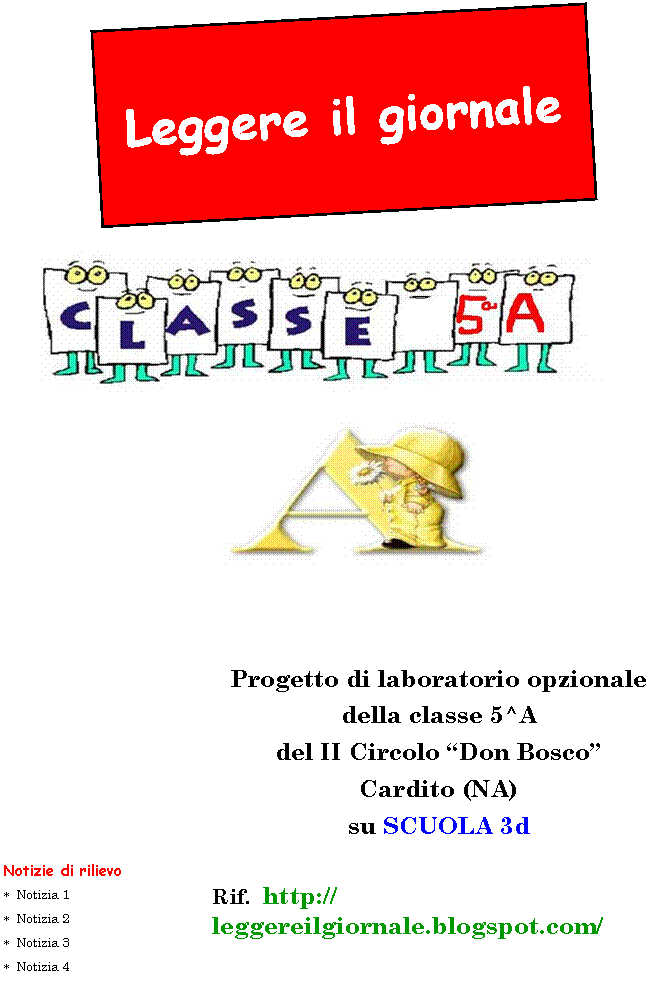 Leggere il giornale
CLASSE 5ª A
A
Progetto di laboratorio opzionale
della classe 5^A
del II Circolo “Don Bosco”
Cardito (NA)
su SCUOLA 3d
Notizie di rilievo
* Notizia 1
* Notizia 2
* Notizia 3
* Notizia 4
Rif. http://
leggereilgiornale.blogspot.com/